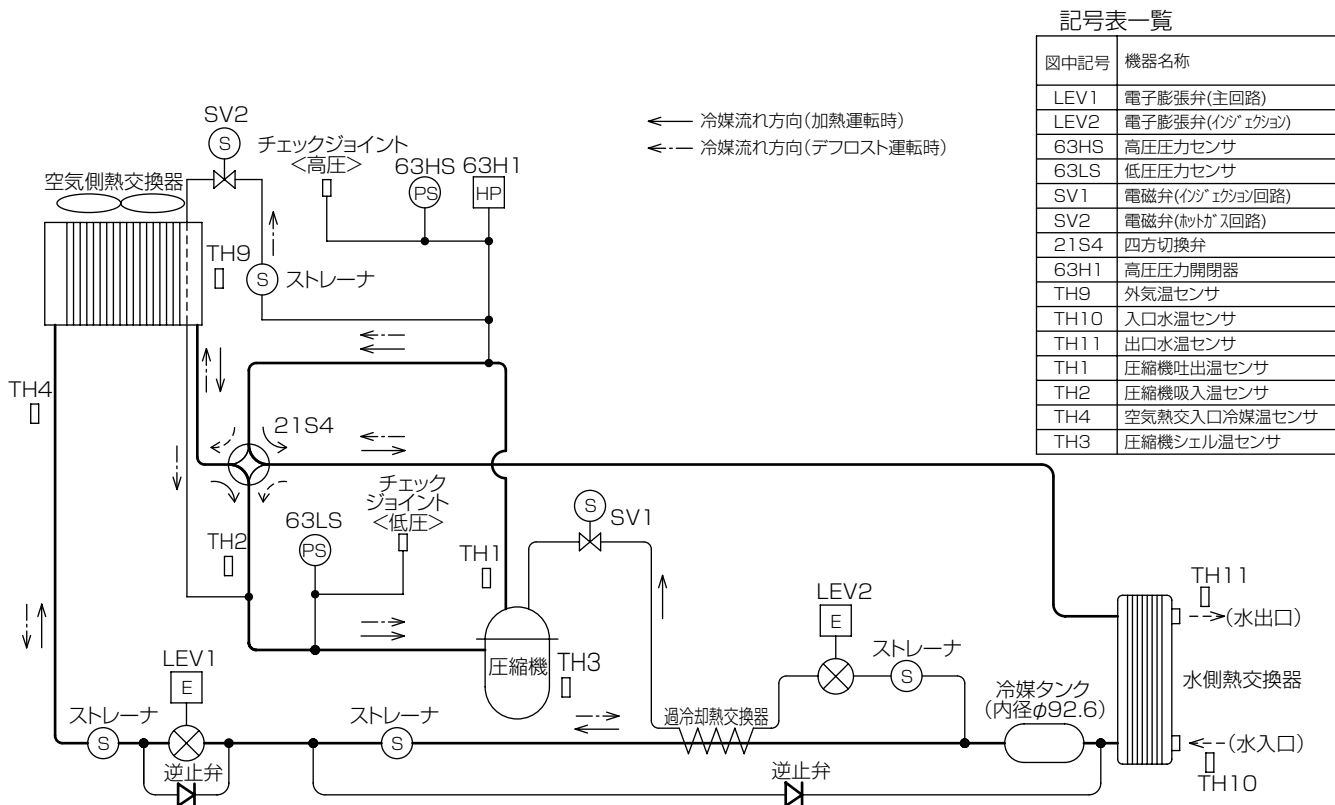 記号表一覧
図中記号 機器名称
LEV1 電子膨張弁(主回路)
LEV2 電子膨張弁(インジェクション)
63HS 高圧圧力センサ
63LS 低圧圧力センサ
SV1 電磁弁(インジェクション回路)
SV2 電磁弁(ホットガス回路)
21S4 四方切換弁
63H1 高圧圧力開閉器
TH9 外気温センサ
TH10 入口水温センサ
TH11 出口水温センサ
TH1 圧縮機吐出温センサ
TH2 圧縮機吸入温センサ
TH4 空気熱交入口冷媒温センサ
TH3 圧縮機シェル温センサ
冷媒流れ方向(加熱運転時)
冷媒流れ方向(デフロスト運転時)
SV2
S
チェックジョイント
<高圧>
63HS
PS
63H1
HP
空気側熱交換器
TH9
S
ストレーナ
TH4
21S4
チェック
ジョイント
<低圧>
63LS
PS
TH2
TH1
S
SV1
LEV2
E
ストレーナ
S
TH11
(水出口)
圧縮機
TH3
LEV1
E
水側熱交換器
冷媒タンク
(内径φ92.6)
過冷却熱交換器
ストレーナ
S
ストレーナ
S
(水入口)
TH10
逆止弁
逆止弁